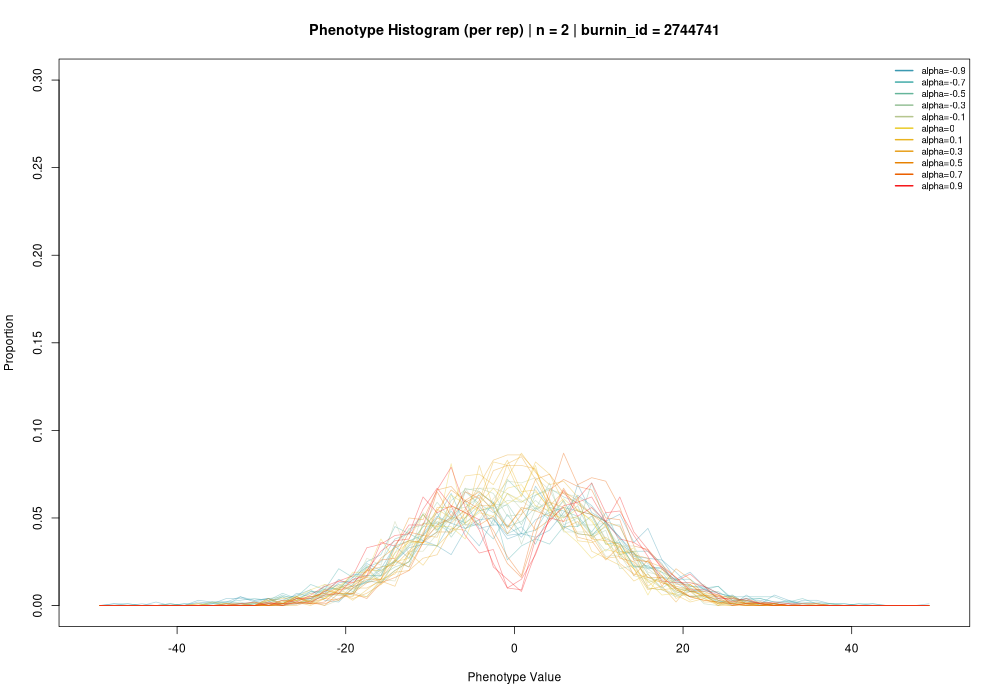 Phenotype Histogram (per rep) | n = 2 | burnin_id = 2744741
alpha=-0.9
alpha=-0.7
alpha=-0.5
alpha=-0.3
alpha=-0.1
alpha=0
alpha=0.1
alpha=0.3
alpha=0.5
alpha=0.7
alpha=0.9
Proportion
0.30
0.25
0.20
0.15
0.10
0.05
0.00
-40
-20
0
20
40
Phenotype Value